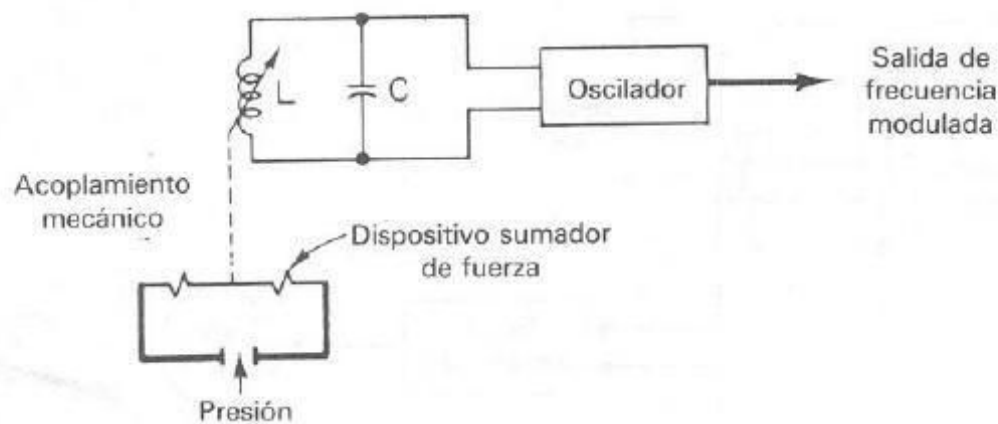 L
C
Oscilador
Salida de
frecuencia
modulada
Acoplamiento
mecánico
Dispositivo sumador
de fuerza
Presión